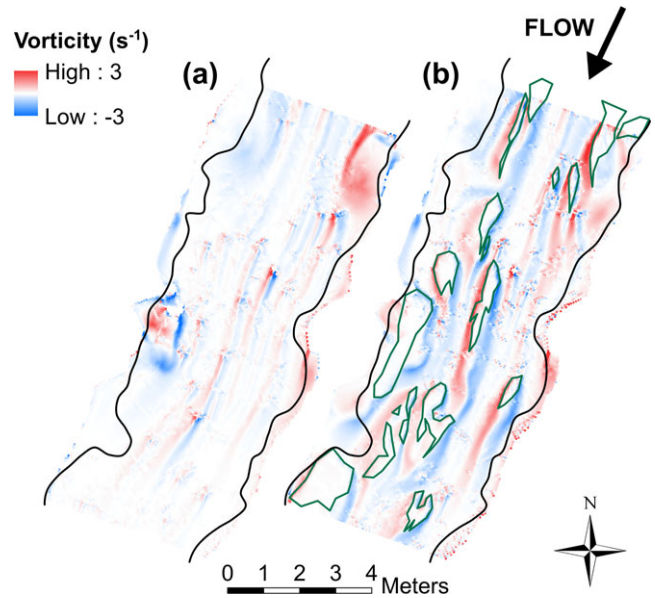 FLOW
Vorticity (s⁻¹)
High : 3
Low : -3
(a)
(b)
N
0 1 2 3 4
Meters